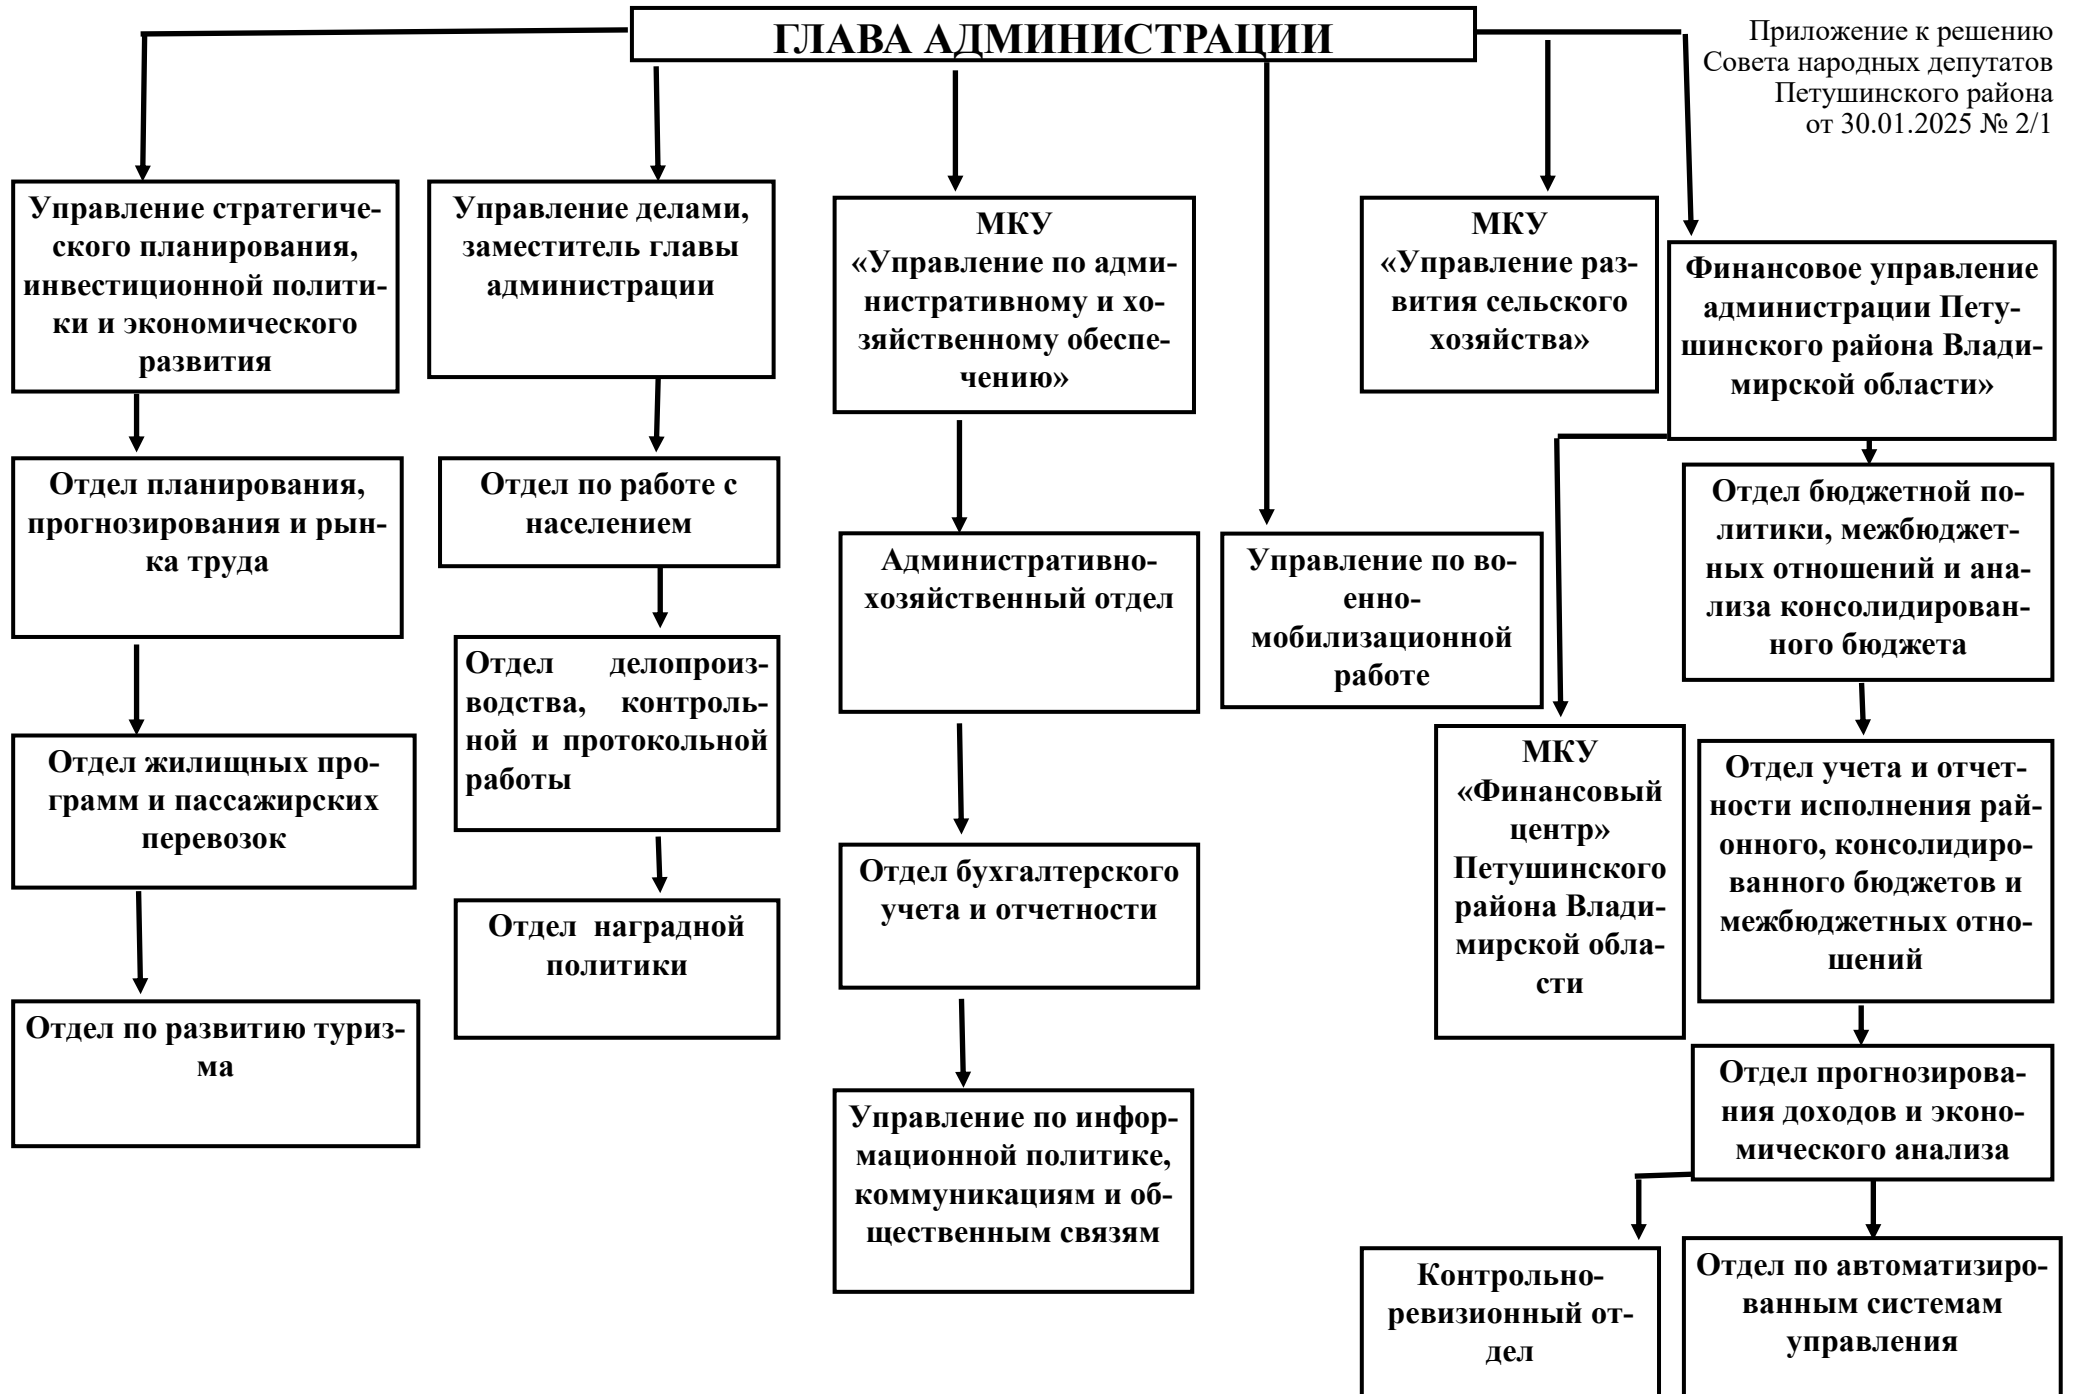 ГЛАВА АДМИНИСТРАЦИИ
Приложение к решению
Совета народных депутатов
Петушинского района
от 30.01.2025 № 2/1
Управление стратегиче-
ского планирования,
инвестиционной полити-
ки и экономического
развития
Управление делами,
заместитель главы
администрации
МКУ
«Управление по адми-
нистративному и хо-
зяйственному обеспе-
чению»
МКУ
«Управление раз-
вития сельского
хозяйства»
Финансовое управление
администрации Пету-
шинского района Влади-
мирской области»
Отдел планирования,
прогнозирования и рын-
ка труда
Отдел по работе с
населением
Административно-
хозяйственный отдел
Управление по во-
енно-
мобилизационной
работе
Отдел бюджетной по-
литики, межбюджет-
ных отношений и ана-
лиза консолидирован-
ного бюджета
Отдел жилищных про-
грамм и пассажирских
перевозок
Отдел делопроиз-
водства, контроль-
ной и протокольной
работы
Отдел бухгалтерского
учета и отчетности
МКУ
«Финансовый
центр»
Петушинского
района Влади-
мирской обла-
сти
Отдел учета и отчет-
ности исполнения рай-
онного, консолидиро-
ванного бюджетов и
межбюджетных отно-
шений
Отдел наградной
политики
Отдел по развитию туриз-
ма
Управление по инфор-
мационной политике,
коммуникациям и об-
щественным связям
Отдел прогнозирова-
ния доходов и эконо-
мического анализа
Контрольно-
ревизионный от-
дел
Отдел по автоматизиро-
ванным системам
управления